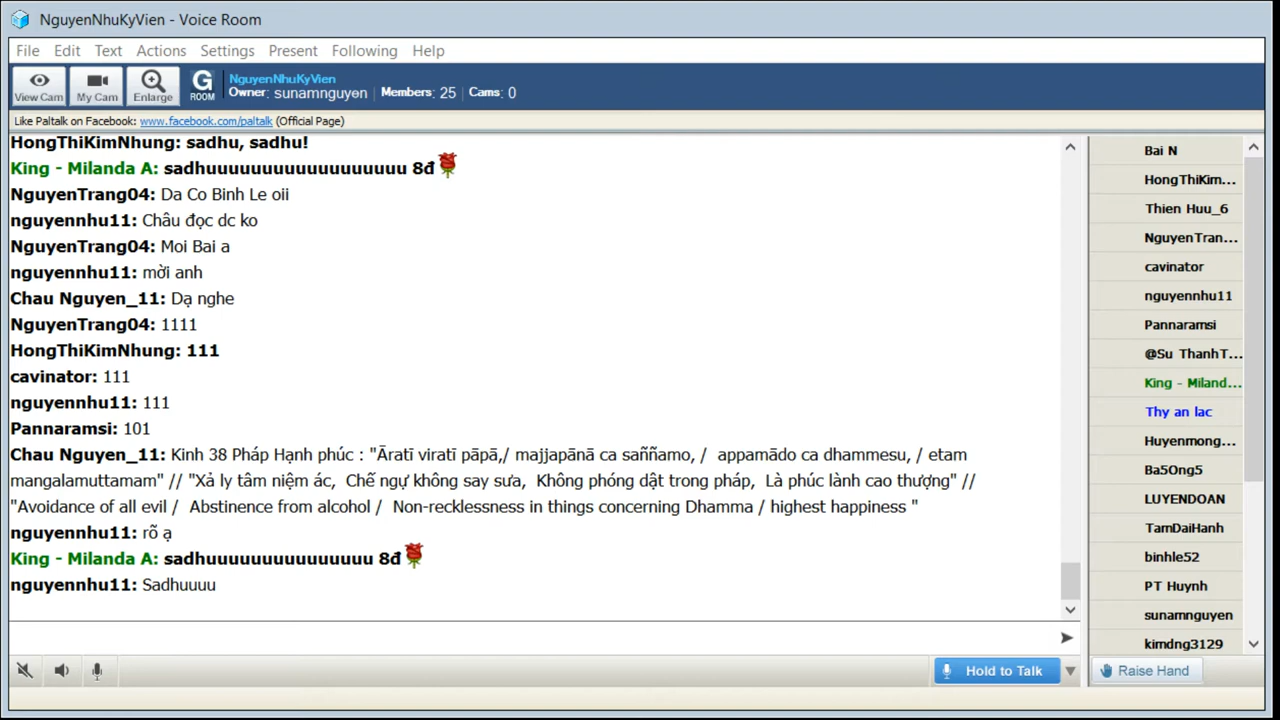 NguyenNhuKyVien - Voice Room
File Edit Text Actions Settings Present Following Help
View Cam My Cam Enlarge G ROOM
NguyenNhuKyVien
Owner: sunamnguyen | Members: 25 | Cams: 0
Like Paltalk on Facebook: www.facebook.com/paltalk (Official Page)
HongThiKimNhung: sadhu, sadhu!
King - Milanda A: sadhuuuuuuuuuuuuuuuuuu 8đ
NguyenTrang04: Da Co Binh Le oii
nguyennhu11: Châu đọc dc ko
NguyenTrang04: Moi Bai a
nguyennhu11: mời anh
Chau Nguyen_11: Dạ nghe
NguyenTrang04: 1111
HongThiKimNhung: 111
cavinator: 111
nguyennhu11: 111
Pannaramsi: 101
Chau Nguyen_11: Kinh 38 Pháp Hạnh phúc : "Āratī viratī pāpā,/ majjapānā ca saññamo, / appamādo ca dhammesu, / etam
mangalamuttamam" // "Xả ly tâm niệm ác, Chế ngự không say sưa, Không phóng dật trong pháp, Là phúc lành cao thượng" //
"Avoidance of all evil / Abstinence from alcohol / Non-recklessness in things concerning Dhamma / highest happiness "
nguyennhu11: rõ ạ
King - Milanda A: sadhuuuuuuuuuuuuuuu 8đ
nguyennhu11: Sadhuuuu
Bai N
HongThiKim...
Thien Huu_6
NguyenTran...
cavinator
nguyennhu11
Pannaramsi
@Su ThanhT...
King - Miland...
Thy an lac
Huyenmong...
Ba5Ong5
LUYENDOAN
TamDaiHanh
binhle52
PT Huynh
sunamnguyen
kimdng3129
Hold to Talk
Raise Hand